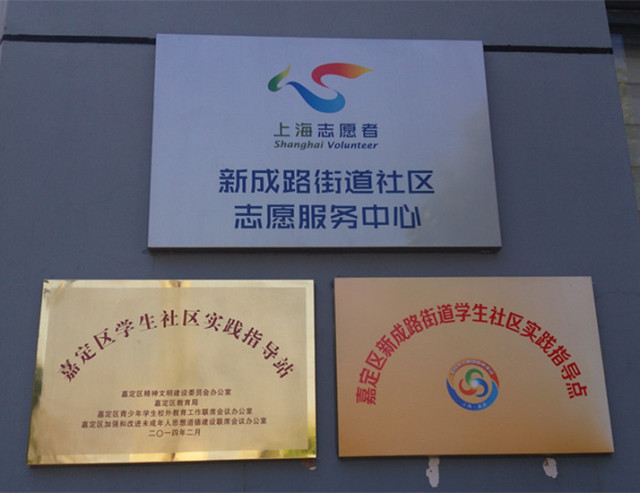 上海志愿者
Shanghai Volunteer
新成路街道社区
志愿服务中心
嘉定区学生社区实践指导站
嘉定区精神文明建设委员会办公室
嘉定区教育局
嘉定区青少年学生校外教育工作联席会议办公室
嘉定区加强和改进未成年人思想道德建设联席会议办公室
二〇一四年二月
嘉定区新成路街道学生社区实践指导点